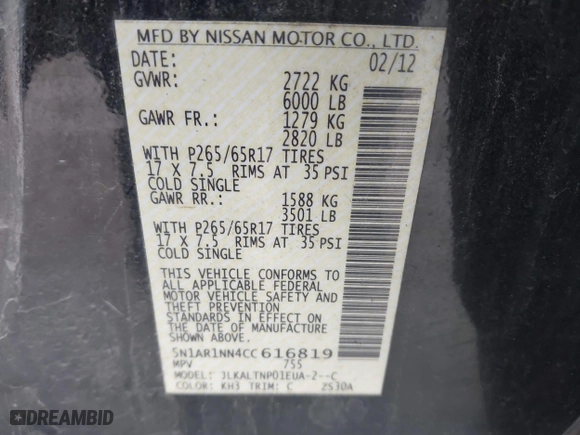 MFD BY NISSAN MOTOR CO., LTD.
DATE: 02/12
GVWR: 2722 KG
6000 LB
GAWR FR.: 1279 KG
2820 LB
WITH P265/65R17 TIRES
17 X 7.5 RIMS AT 35 PSI
COLD SINGLE
GAWR RR.: 1588 KG
3501 LB
WITH P265/65R17 TIRES
17 X 7.5 RIMS AT 35 PSI
COLD SINGLE
THIS VEHICLE CONFORMS TO
ALL APPLICABLE FEDERAL
MOTOR VEHICLE SAFETY AND
THEFT PREVENTION
STANDARDS IN EFFECT ON
THE DATE OF MANUFACTURE
SHOWN ABOVE.
5N1AR1NN4CC616819
MPV 755
MODEL: JLKALTNP01EUA-2--C
COLOR: KH3 TRIM: C 2530A
DREAMBID.COM